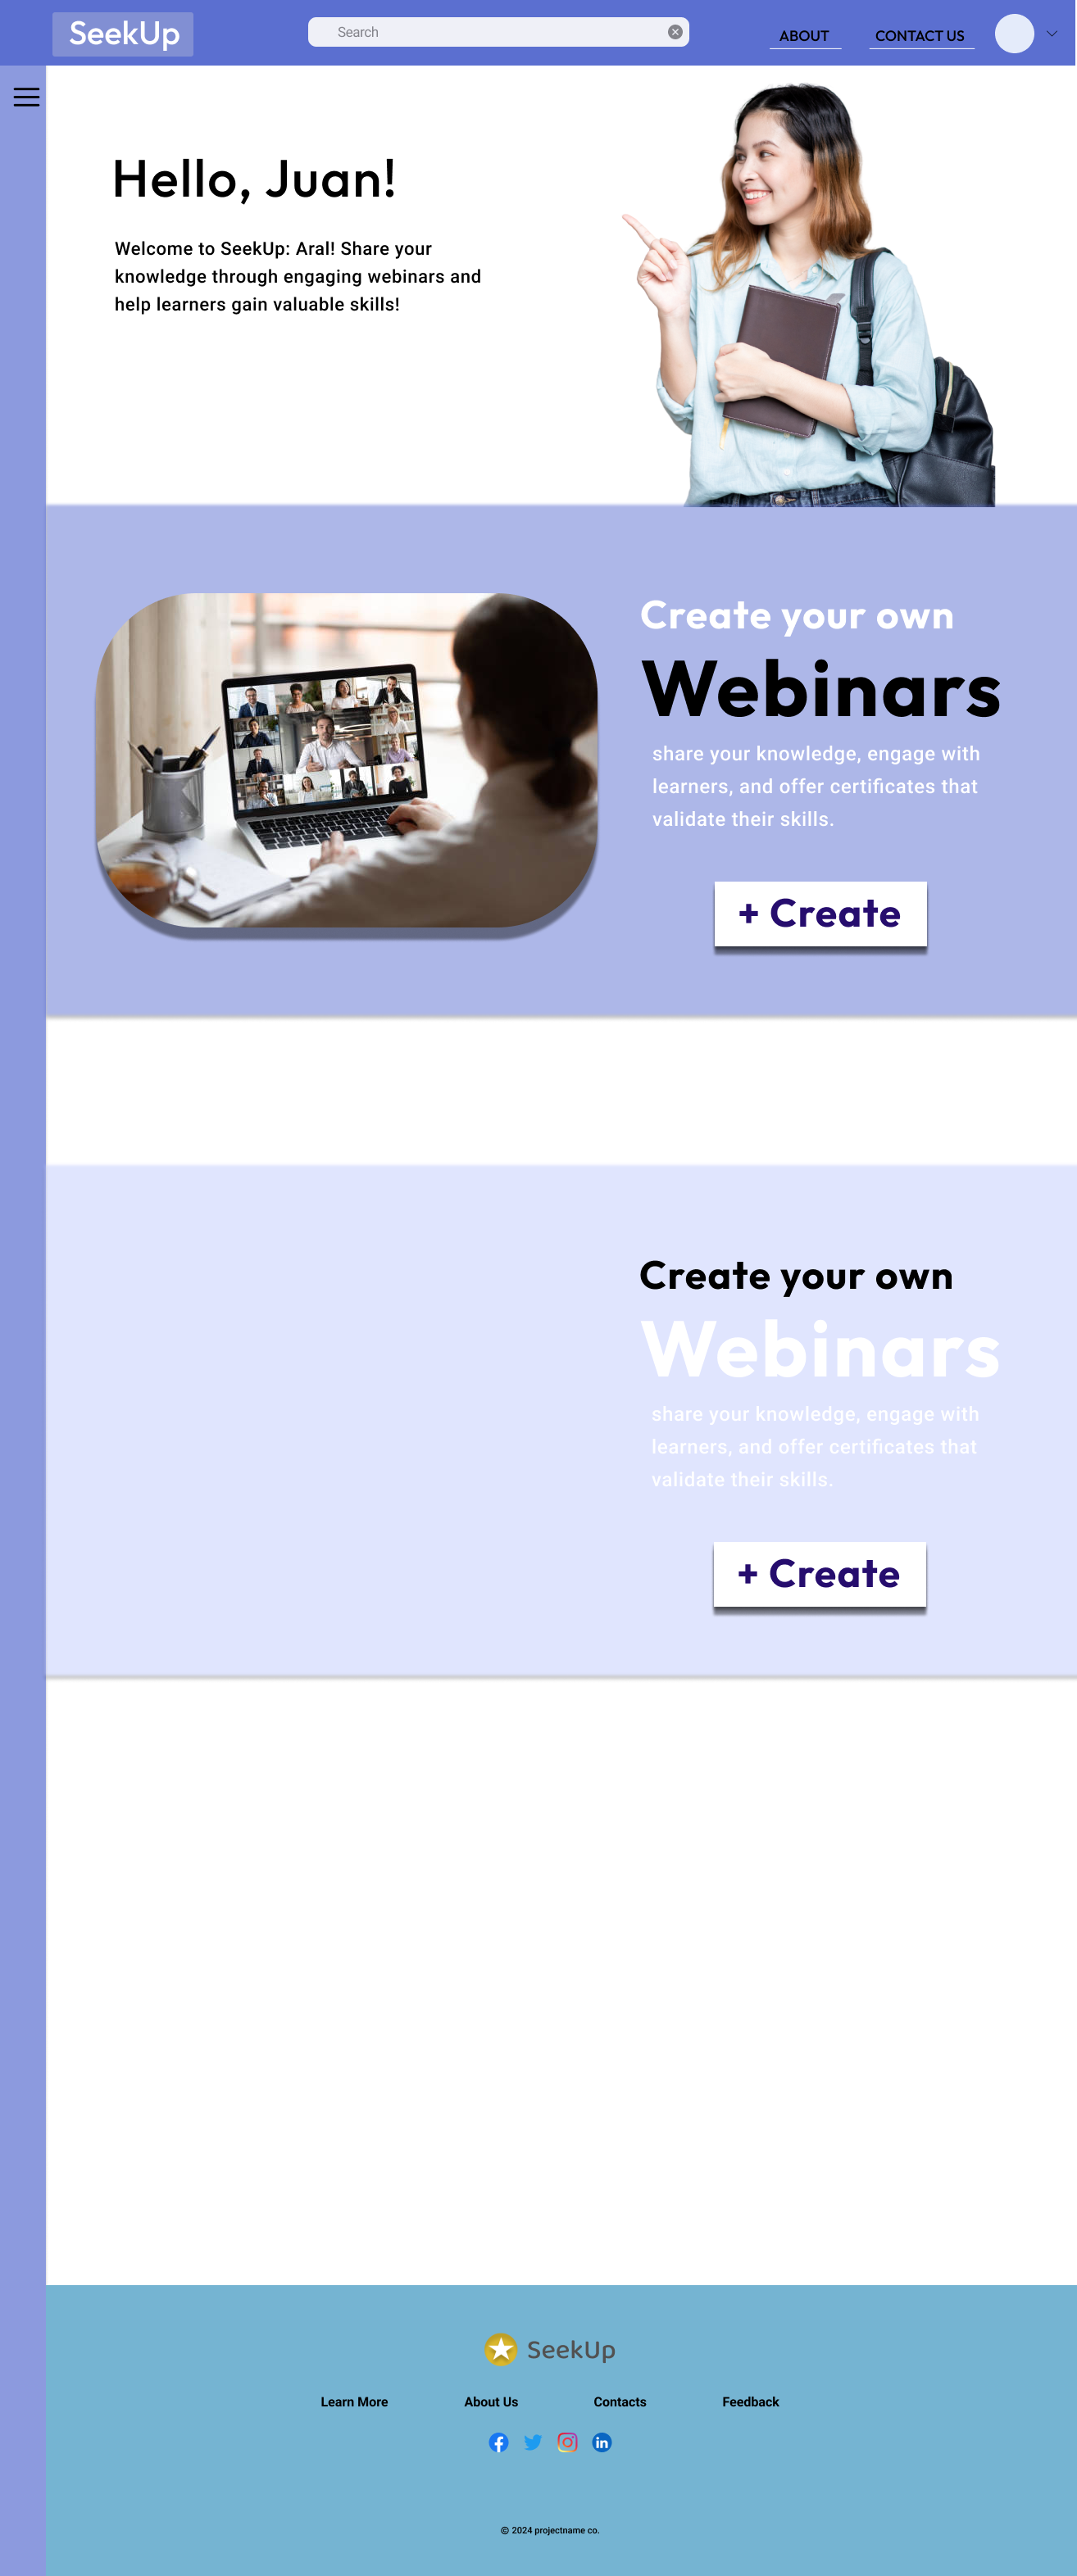 SeekUp
Search
ABOUT
CONTACT US
Hello, Juan!
Welcome to SeekUp: Aral! Share your
knowledge through engaging webinars and
help learners gain valuable skills!
Create your own
Webinars
share your knowledge, engage with
learners, and offer certificates that
validate their skills.
+ Create
Create your own
Webinars
share your knowledge, engage with
learners, and offer certificates that
validate their skills.
+ Create
SeekUp
Learn More
About Us
Contacts
Feedback
© 2024 projectname co.